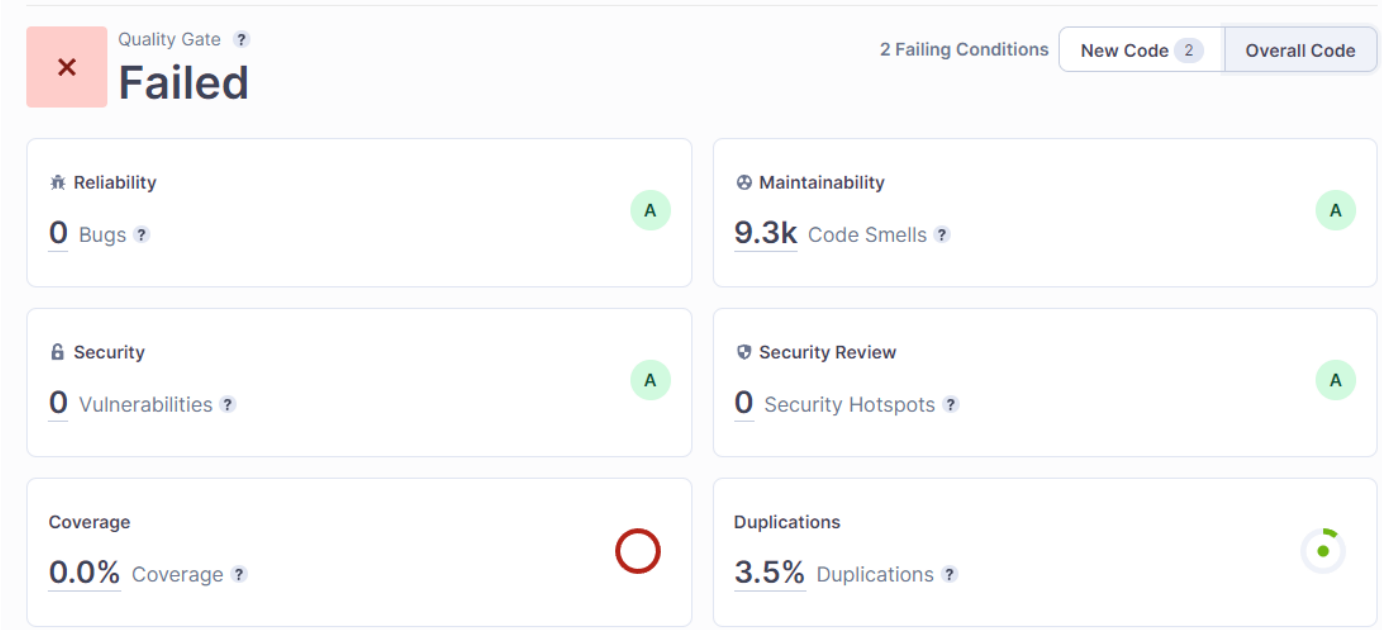 Quality Gate ?
Failed
2 Failing Conditions
New Code 2
Overall Code
Reliability
0 Bugs ?
A
Maintainability
9.3k Code Smells ?
A
Security
0 Vulnerabilities ?
A
Security Review
0 Security Hotspots ?
A
Coverage
0.0% Coverage ?
Duplications
3.5% Duplications ?